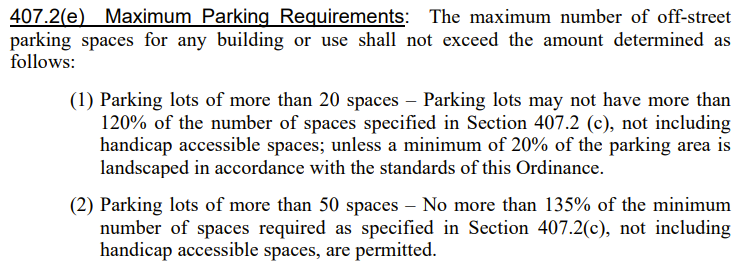 407.2(e) Maximum Parking Requirements: The maximum number of off-street
parking spaces for any building or use shall not exceed the amount determined as
follows:
(1) Parking lots of more than 20 spaces – Parking lots may not have more than
120% of the number of spaces specified in Section 407.2 (c), not including
handicap accessible spaces; unless a minimum of 20% of the parking area is
landscaped in accordance with the standards of this Ordinance.
(2) Parking lots of more than 50 spaces – No more than 135% of the minimum
number of spaces required as specified in Section 407.2(c), not including
handicap accessible spaces, are permitted.